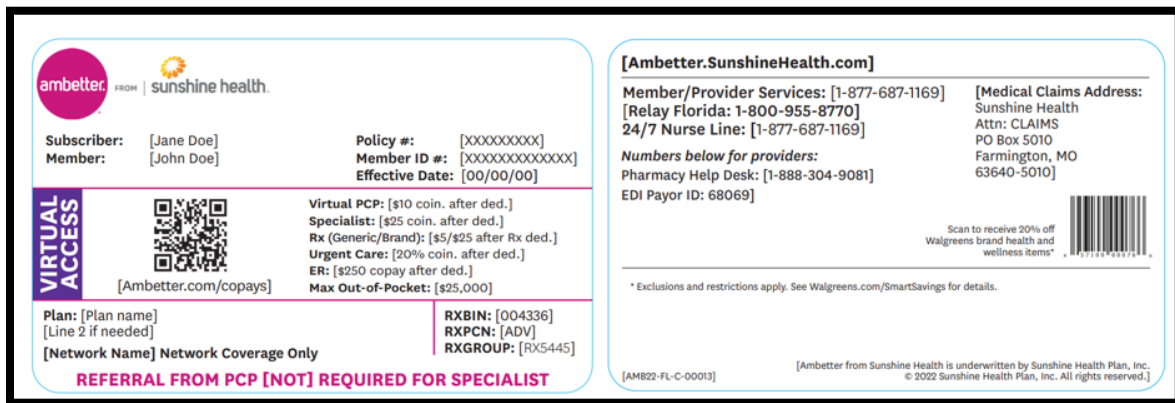 ambetter. FROM sunshine health.
Subscriber: [Jane Doe]
Member: [John Doe]
Policy #: [XXXXXXXXX]
Member ID #: [XXXXXXXXXXXXX]
Effective Date: [00/00/00]
VIRTUAL
ACCESS
[Ambetter.com/copays]
Virtual PCP: [$10 coin. after ded.]
Specialist: [$25 coin. after ded.]
Rx (Generic/Brand): [$5/$25 after Rx ded.]
Urgent Care: [20% coin. after ded.]
ER: [$250 copay after ded.]
Max Out-of-Pocket: [$25,000]
Plan: [Plan name]
[Line 2 if needed]
[Network Name] Network Coverage Only
RXBIN: [004336]
RXPCN: [ADV]
RXGROUP: [RX5445]
REFERRAL FROM PCP [NOT] REQUIRED FOR SPECIALIST
[Ambetter.SunshineHealth.com]
Member/Provider Services: [1-877-687-1169]
[Relay Florida: 1-800-955-8770]
24/7 Nurse Line: [1-877-687-1169]
Numbers below for providers:
Pharmacy Help Desk: [1-888-304-9081]
EDI Payor ID: 68069]
[Medical Claims Address:
Sunshine Health
Attn: CLAIMS
PO Box 5010
Farmington, MO
63640-5010]
Scan to receive 20% off
Walgreens brand health and
wellness items*
* Exclusions and restrictions apply. See Walgreens.com/SmartSavings for details.
[AMB22-FL-C-00013]
[Ambetter from Sunshine Health is underwritten by Sunshine Health Plan, Inc.
© 2022 Sunshine Health Plan, Inc. All rights reserved.]